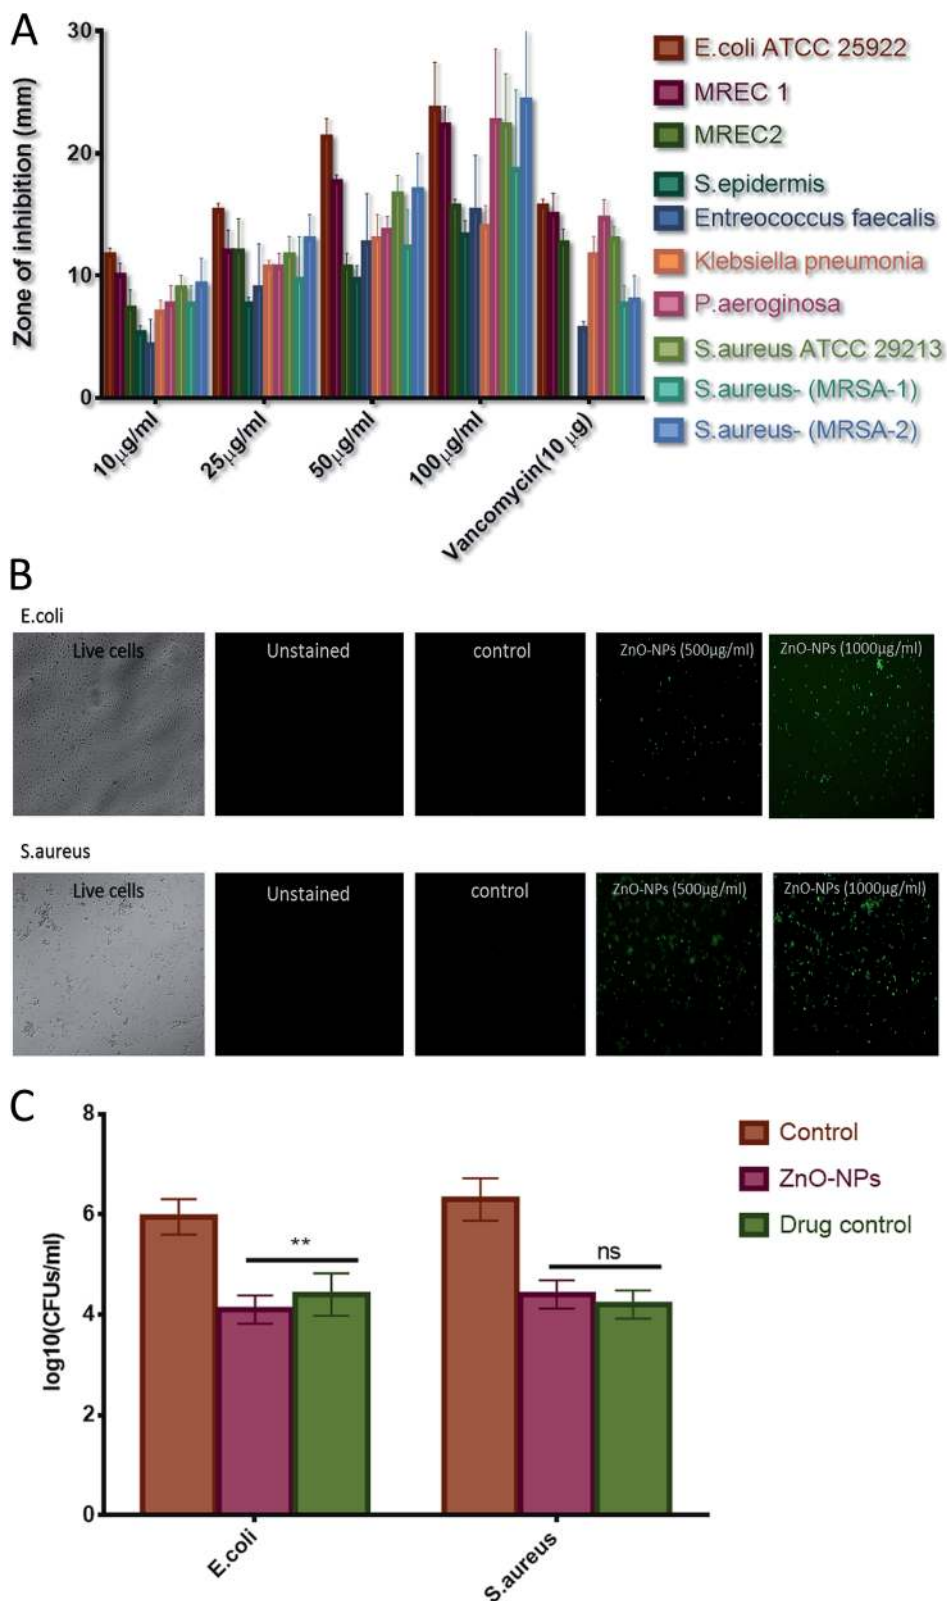 A
30
20
10
0
Zone of inhibition (mm)
10μg/ml
25μg/ml
50μg/ml
100μg/ml
Vancomycin(10 μg)
E.coli ATCC 25922
MREC 1
MREC2
S.epidermis
Entreococcus faecalis
Klebsiella pneumonia
P.aeroginosa
S.aureus ATCC 29213
S.aureus- (MRSA-1)
S.aureus- (MRSA-2)
B
E.coli
Live cells
Unstained
control
ZnO-NPs (500μg/ml)
ZnO-NPs (1000μg/ml)
S.aureus
Live cells
Unstained
control
ZnO-NPs (500μg/ml)
ZnO-NPs (1000μg/ml)
C
8
6
4
2
0
log10(CFUs/ml)
**
ns
E.coli
S.aureus
Control
ZnO-NPs
Drug control